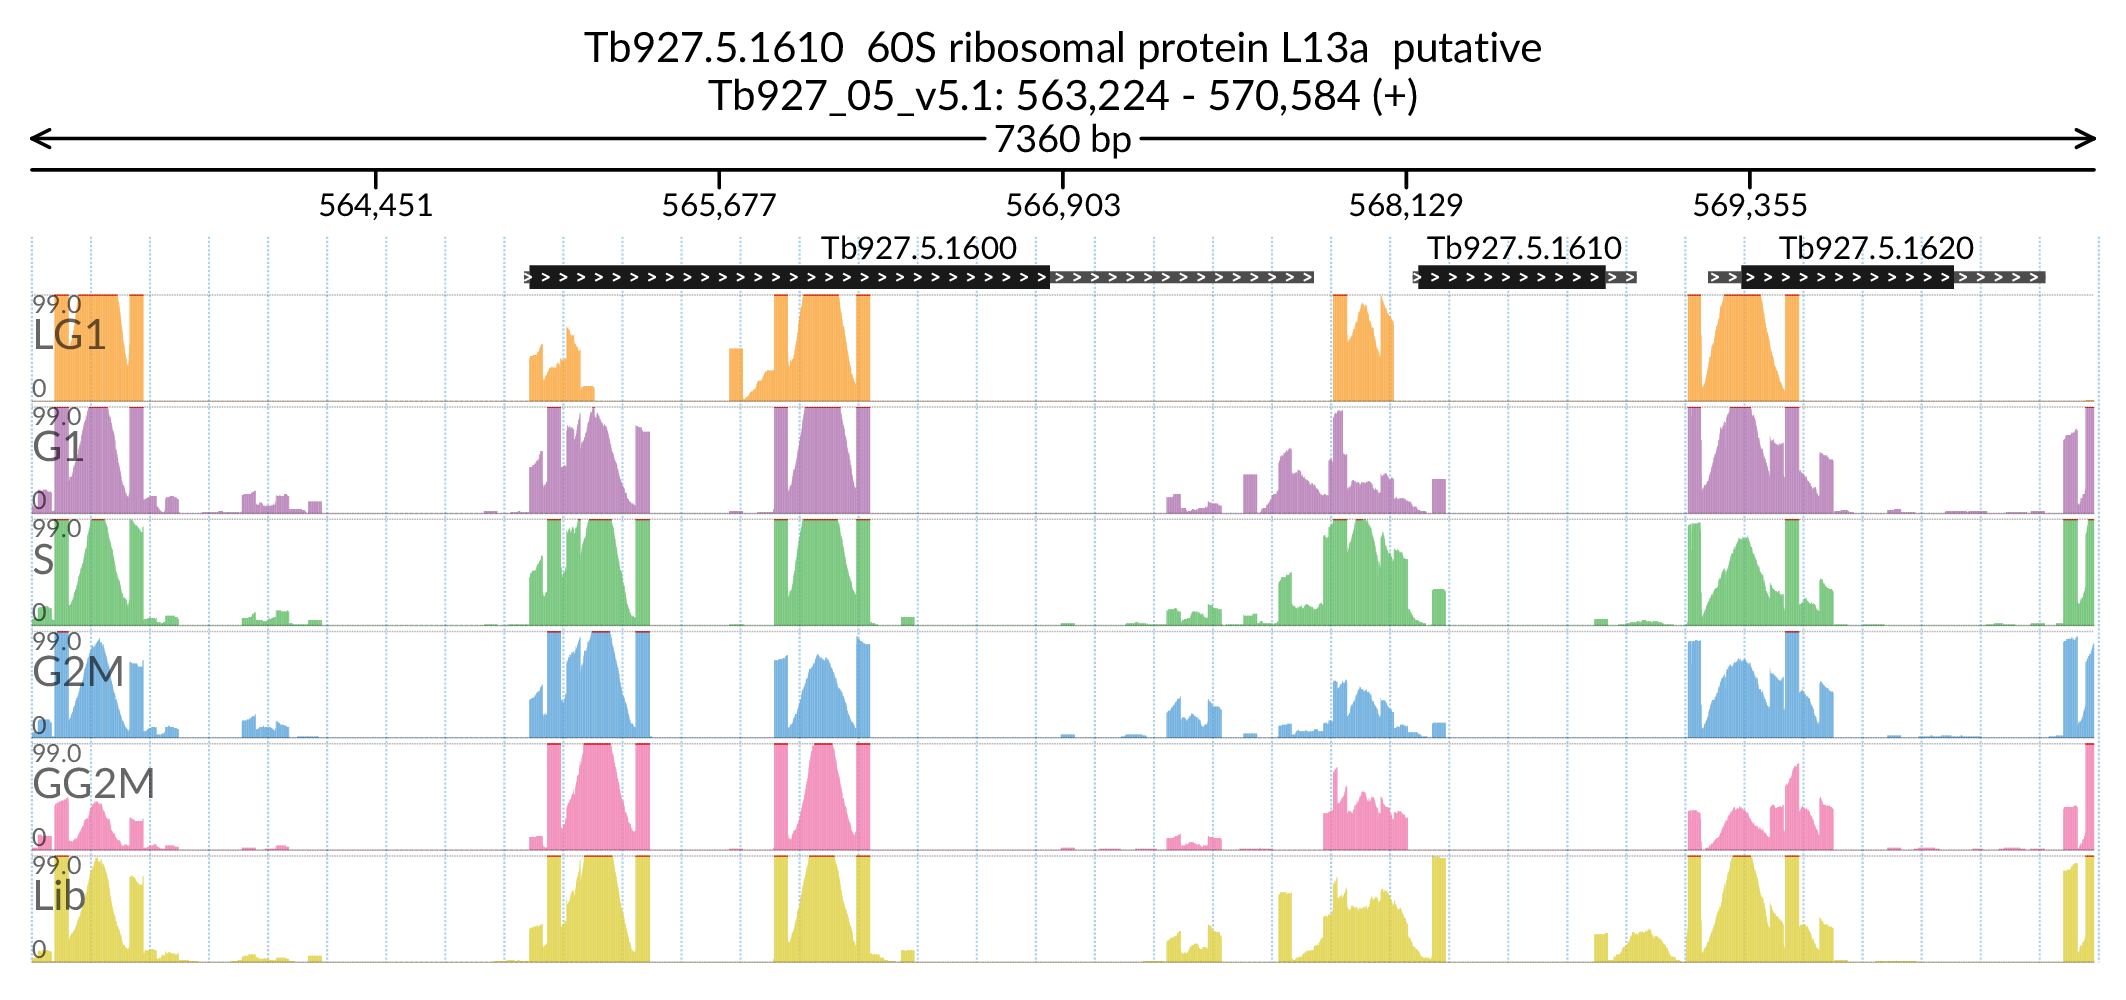 Tb927.5.1610  60S ribosomal protein L13a  putative
Tb927_05_v5.1: 563,224 - 570,584 (+)
7360 bp
564,451 565,677 566,903 568,129 569,355
Tb927.5.1600 Tb927.5.1610 Tb927.5.1620
99.0
LG1
0
99.0
G1
0
99.0
S
0
99.0
G2M
0
99.0
GG2M
0
99.0
Lib
0